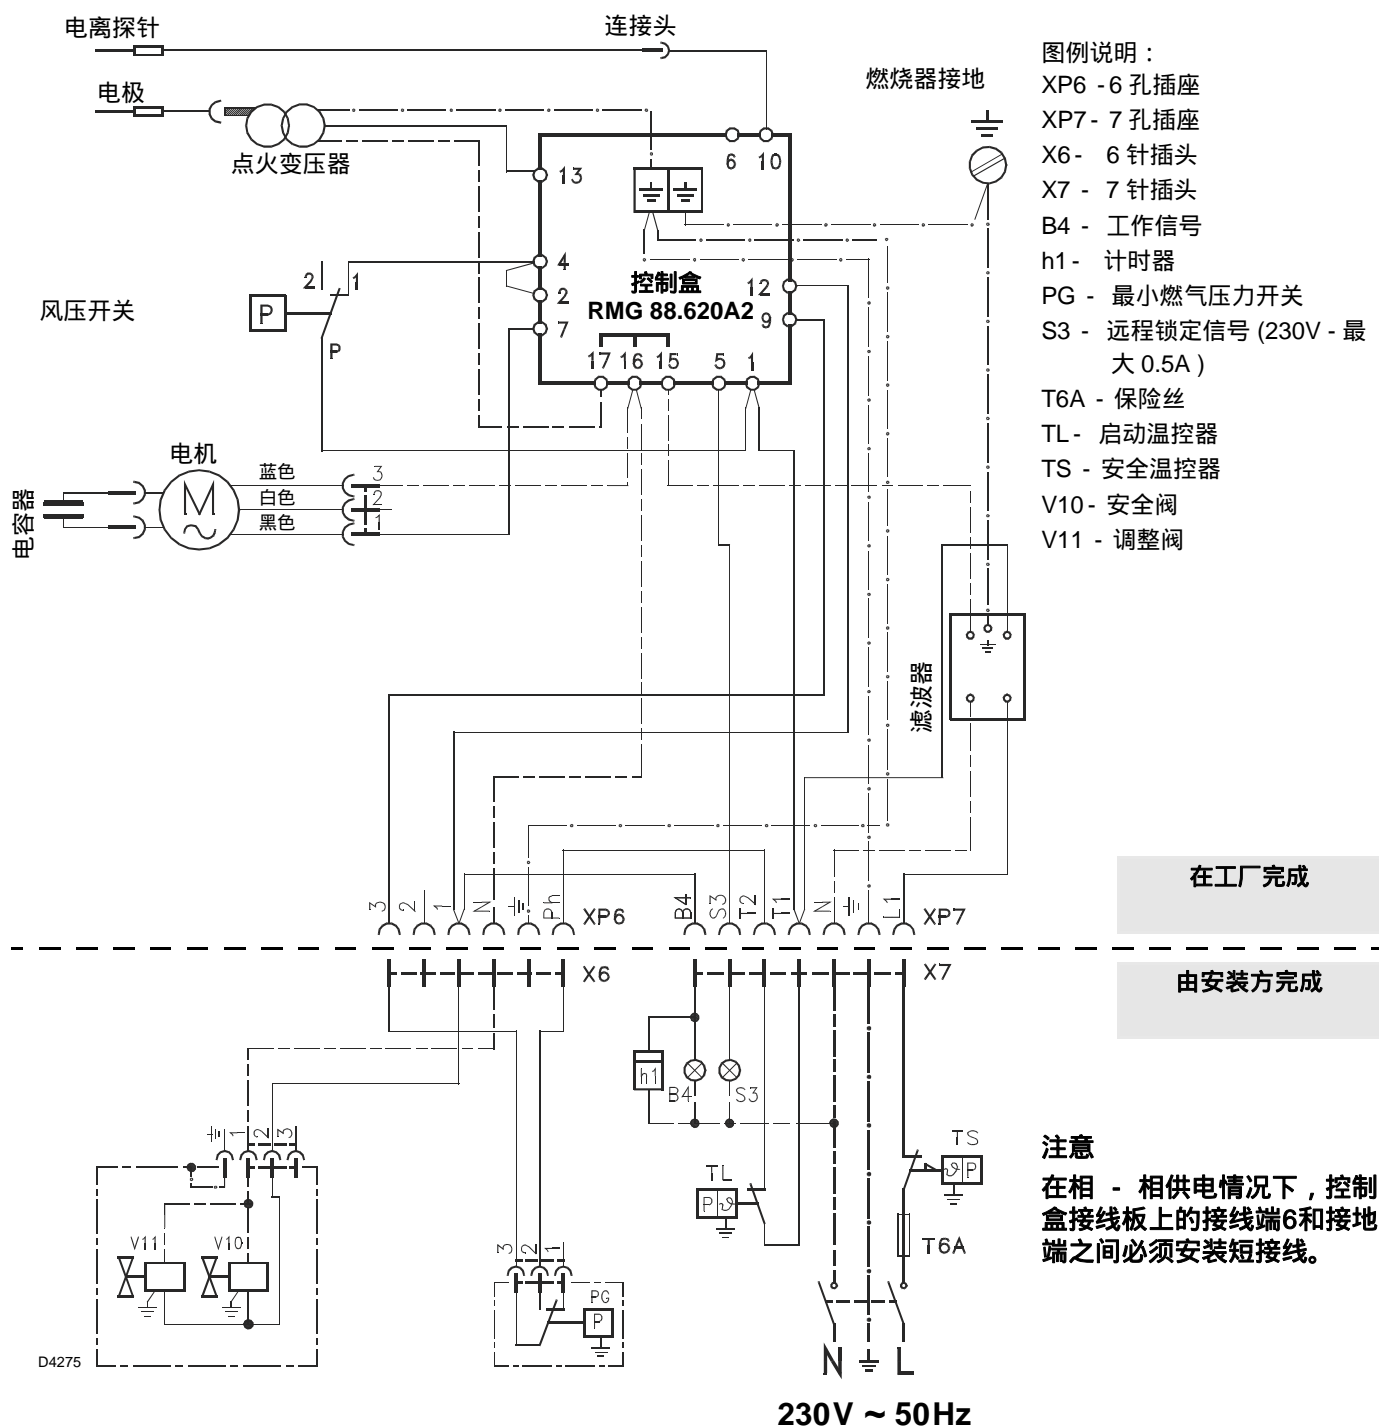 电离探针
连接头
电极
点火变压器
燃烧器接地
图例说明：
XP6 - 6 孔插座
XP7 - 7 孔插座
X6 - 6 针插头
X7 - 7 针插头
B4 - 工作信号
h1 - 计时器
PG - 最小燃气压力开关
S3 - 远程锁定信号 (230V - 最
大 0.5A )
T6A - 保险丝
TL - 启动温控器
TS - 安全温控器
V10 - 安全阀
V11 - 调整阀
6 10
13
4
2
7
12
9
控制盒
RMG 88.620A2
17 16 15 5 1
风压开关
P
2 1
P
电机
M
电容器
蓝色
白色
黑色
3
2
1
滤波器
3 2 1 N Ph XP6
B4 S3 T2 T1 N L1 XP7
在工厂完成
X6
X7
由安装方完成
h1
B4
S3
TS
P
TL
P
T6A
1 2 3
V11
V10
3 2 1
PG
P
注意
在相 - 相供电情况下，控制
盒接线板上的接线端6和接地
端之间必须安装短接线。
D4275
N L
230V ~ 50Hz